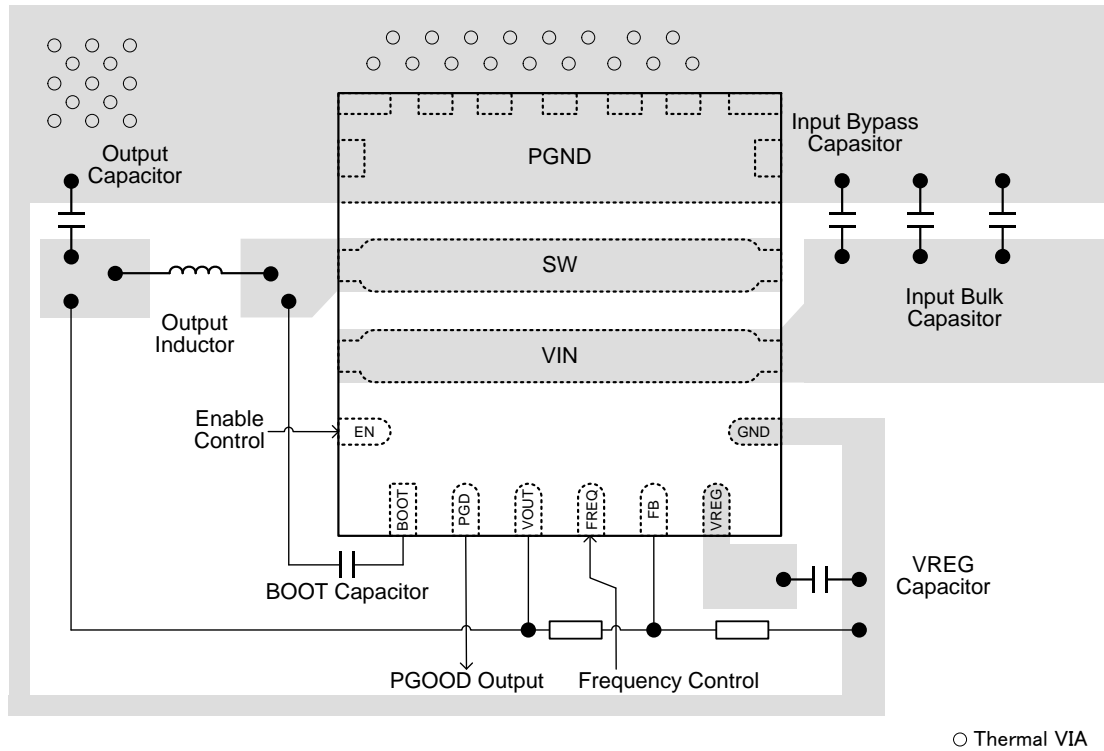 Output
Capacitor
PGND
Input Bypass
Capasitor
SW
Input Bulk
Capasitor
Output
Inductor
VIN
Enable
Control
EN
GND
BOOT
PGD
VOUT
FREQ
FB
VREG
BOOT Capacitor
VREG
Capacitor
PGOOD Output
Frequency Control
Thermal VIA